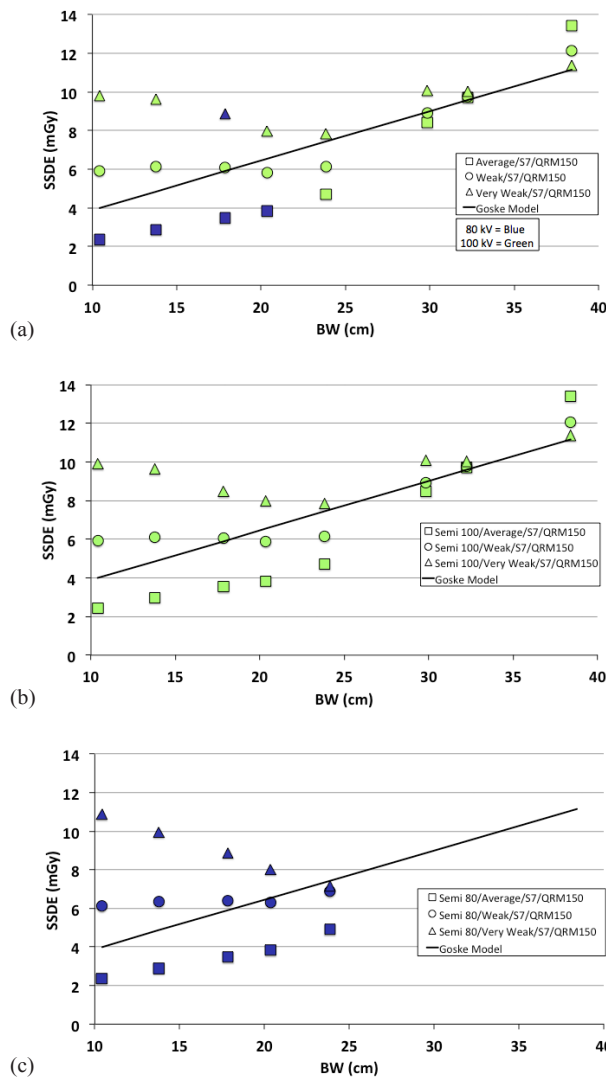 14
12
10
8
6
4
2
0
SSDE (mGy)
Average/S7/QRM150
Weak/S7/QRM150
Very Weak/S7/QRM150
Goske Model
80 kV = Blue
100 kV = Green
10 15 20 25 30 35 40
(a)
BW (cm)
14
12
10
8
6
4
2
0
SSDE (mGy)
Semi 100/Average/S7/QRM150
Semi 100/Weak/S7/QRM150
Semi 100/Very Weak/S7/QRM150
Goske Model
10 15 20 25 30 35 40
(b)
BW (cm)
14
12
10
8
6
4
2
0
SSDE (mGy)
Semi 80/Average/S7/QRM150
Semi 80/Weak/S7/QRM150
Semi 80/Very Weak/S7/QRM150
Goske Model
10 15 20 25 30 35 40
(c)
BW (cm)